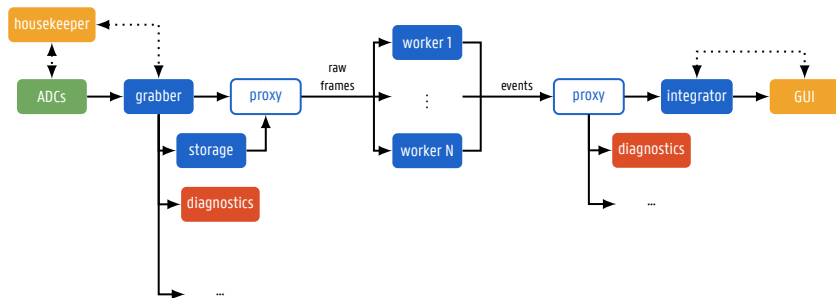 housekeeper
ADCs
grabber
proxy
raw
frames
worker 1
⋮
worker N
events
proxy
integrator
GUI
storage
diagnostics
diagnostics
...
...